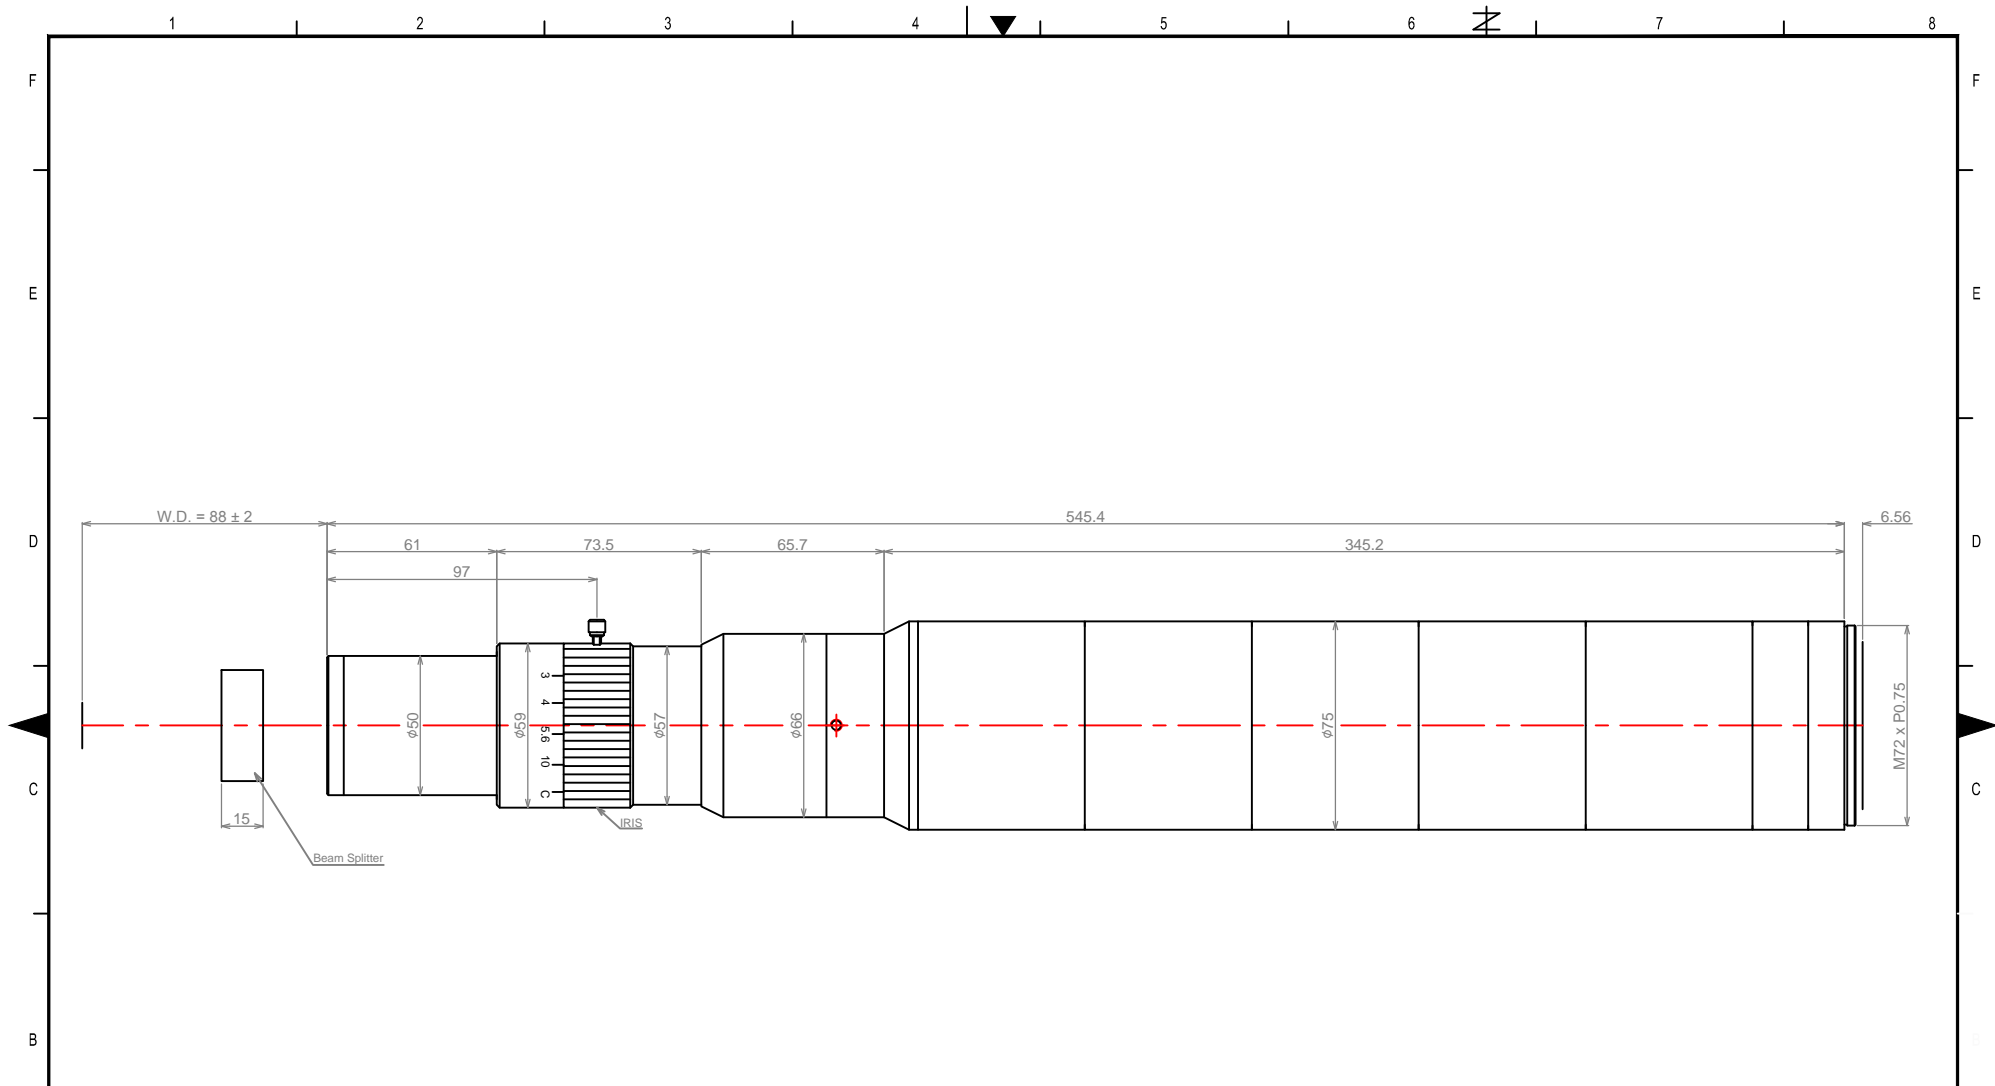 1 2 3 4 5 6 7 8
F F
E E
W.D. = 88 ± 2 545.4 6.56
D D
61 73.5 65.7 345.2
97
3
4
5.6
10
C
φ50 φ59 φ57 φ66 φ75 M72 x P0.75
C C
15
IRIS
Beam Splitter
B